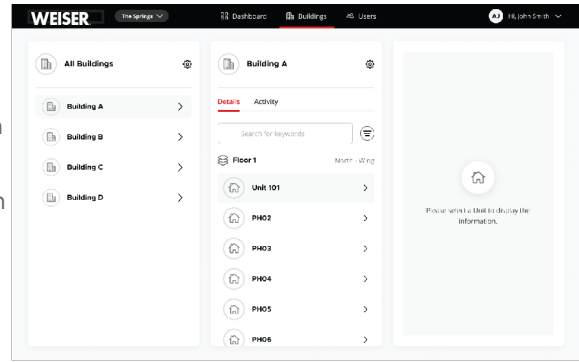 WEISER
The Springs
Dashboard
Buildings
Users
AJ
Hi, John Smith
All Buildings
Building A
Building B
Building C
Building D
Building A
Details Activity
Search for keywords
Floor 1 North - Wing
Unit 101
PH02
PH03
PH04
PH05
PH06
Please select a Unit to display the
information.